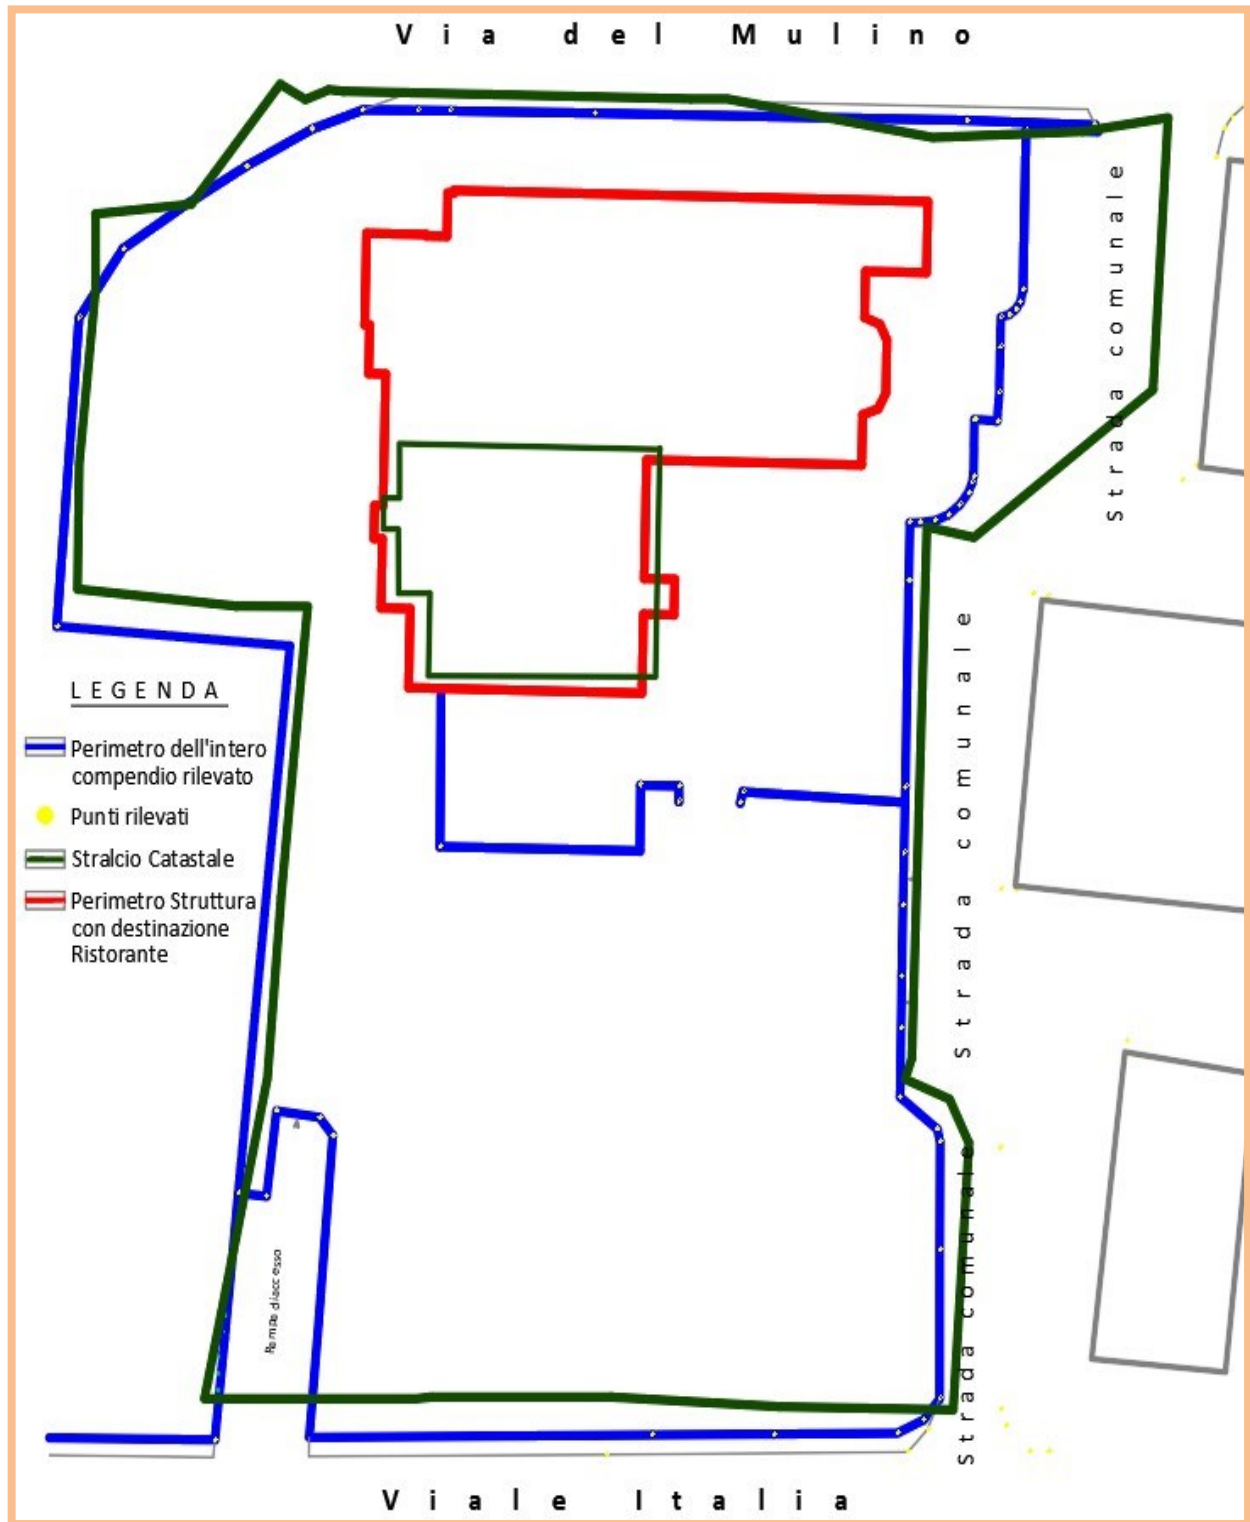 Via del Mulino
Strada comunale
Strada comunale
LEGENDA
Perimetro dell'intero
compendio rilevato
Punti rilevati
Stralcio Catastale
Perimetro Struttura
con destinazione
Ristorante
Strada comunale
Rampa d'accesso
Viale Italia